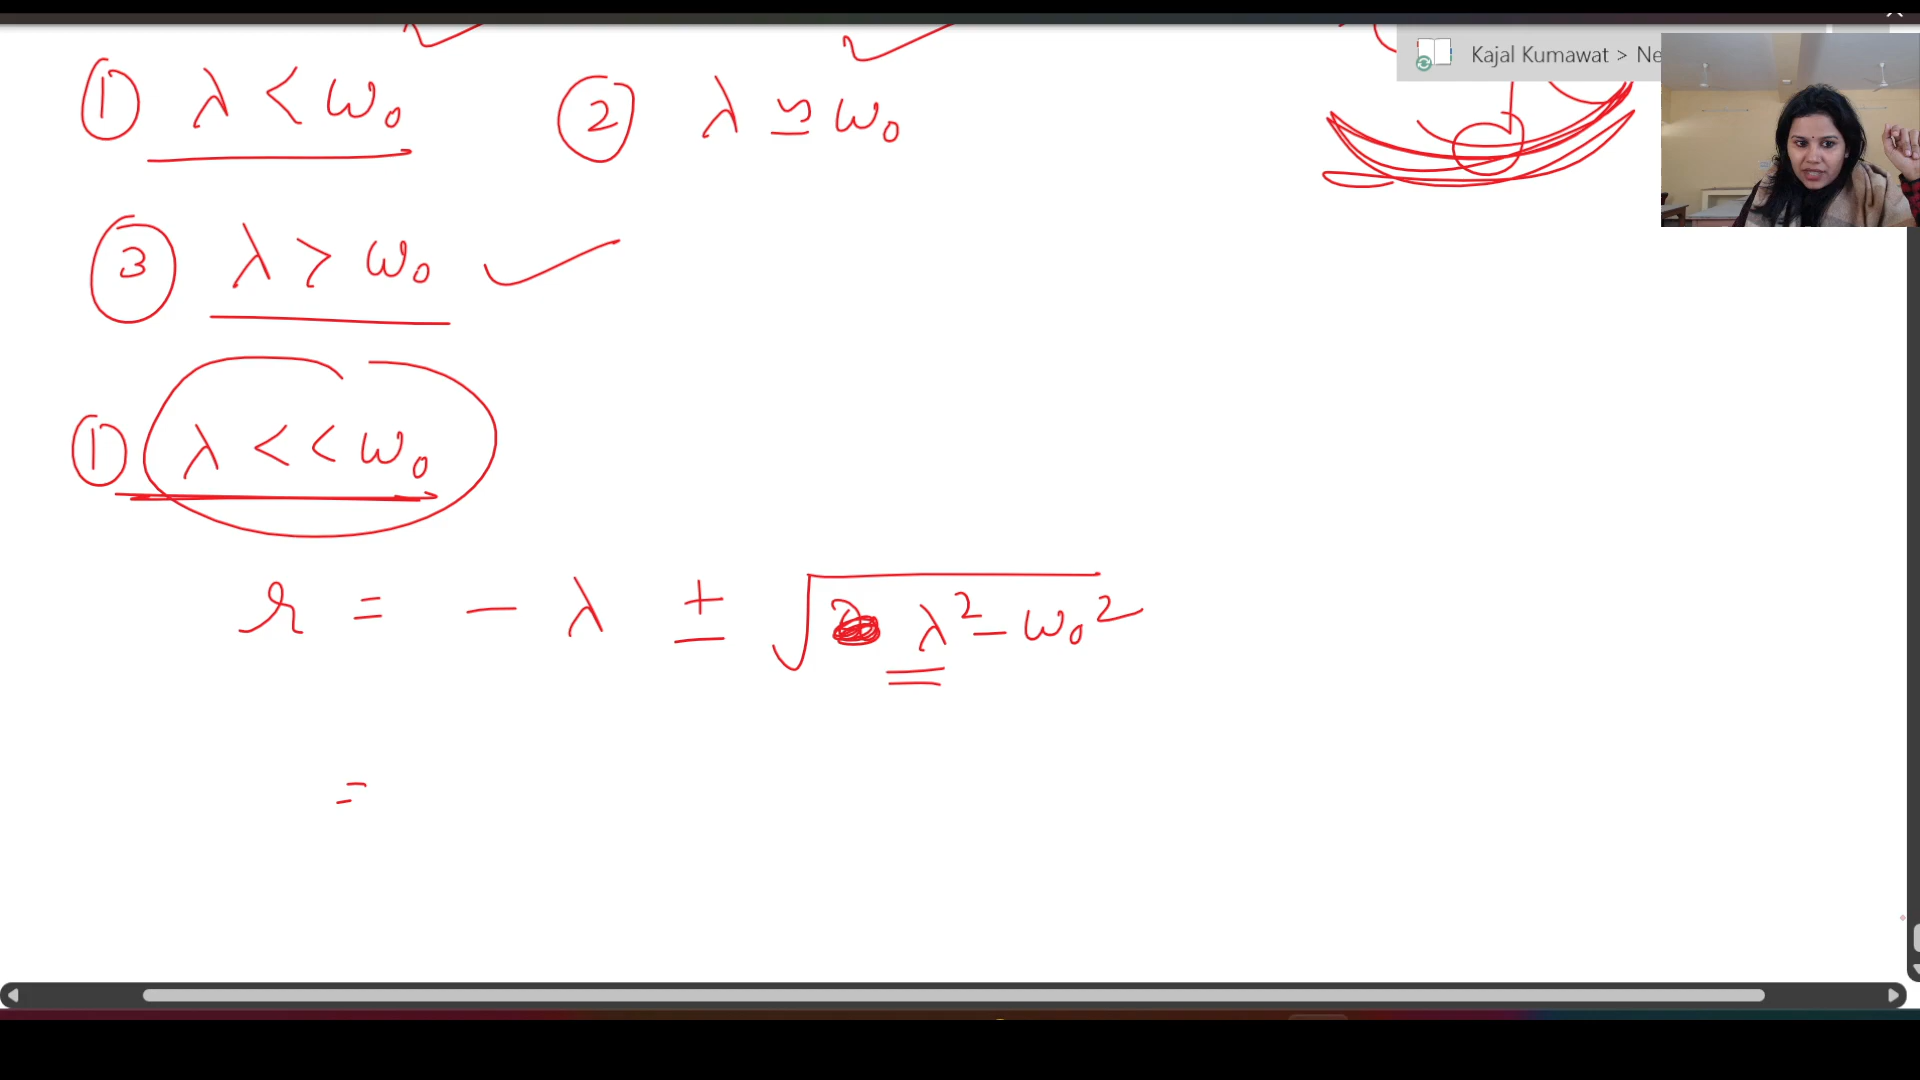 Kajal Kumawat > Ne
① λ < ω₀ ② λ ≃ ω₀
③ λ > ω₀ ✓
① λ << ω₀
r = - λ ± √(λ² - ω₀²)
=